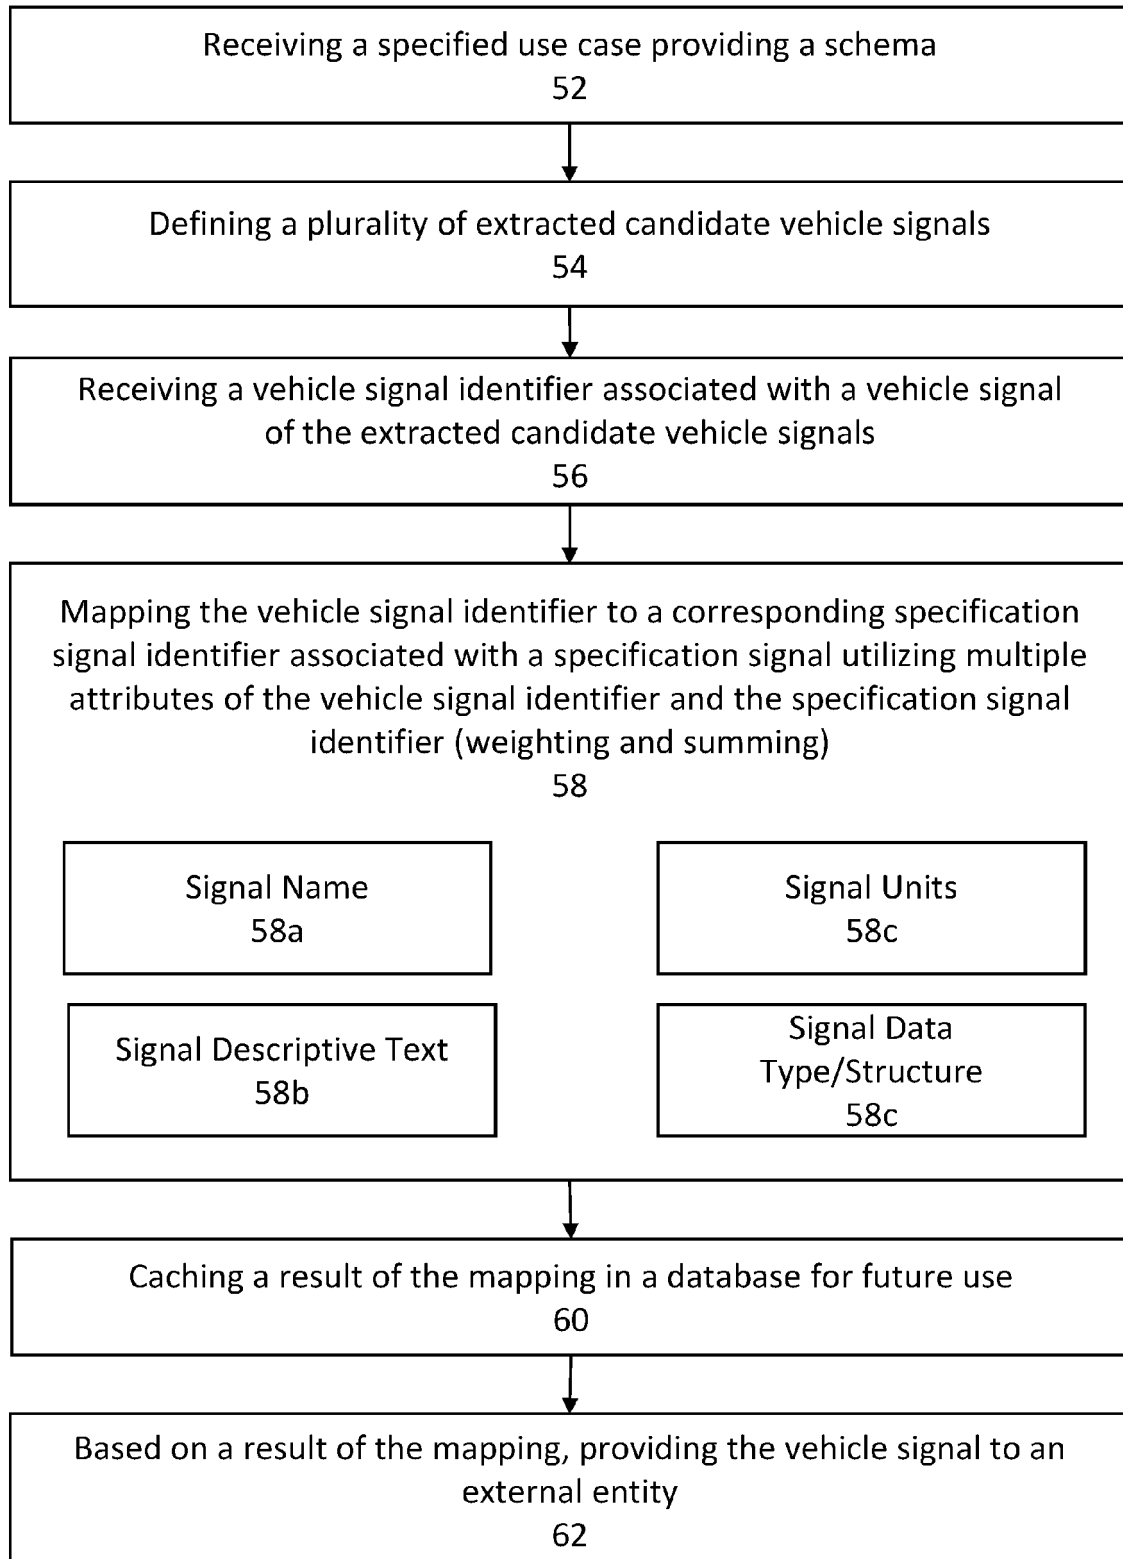 Receiving a specified use case providing a schema
52
Defining a plurality of extracted candidate vehicle signals
54
Receiving a vehicle signal identifier associated with a vehicle signal
of the extracted candidate vehicle signals
56
Mapping the vehicle signal identifier to a corresponding specification
signal identifier associated with a specification signal utilizing multiple
attributes of the vehicle signal identifier and the specification signal
identifier (weighting and summing)
58
Signal Name
58a
Signal Units
58c
Signal Descriptive Text
58b
Signal Data
Type/Structure
58c
Caching a result of the mapping in a database for future use
60
Based on a result of the mapping, providing the vehicle signal to an
external entity
62